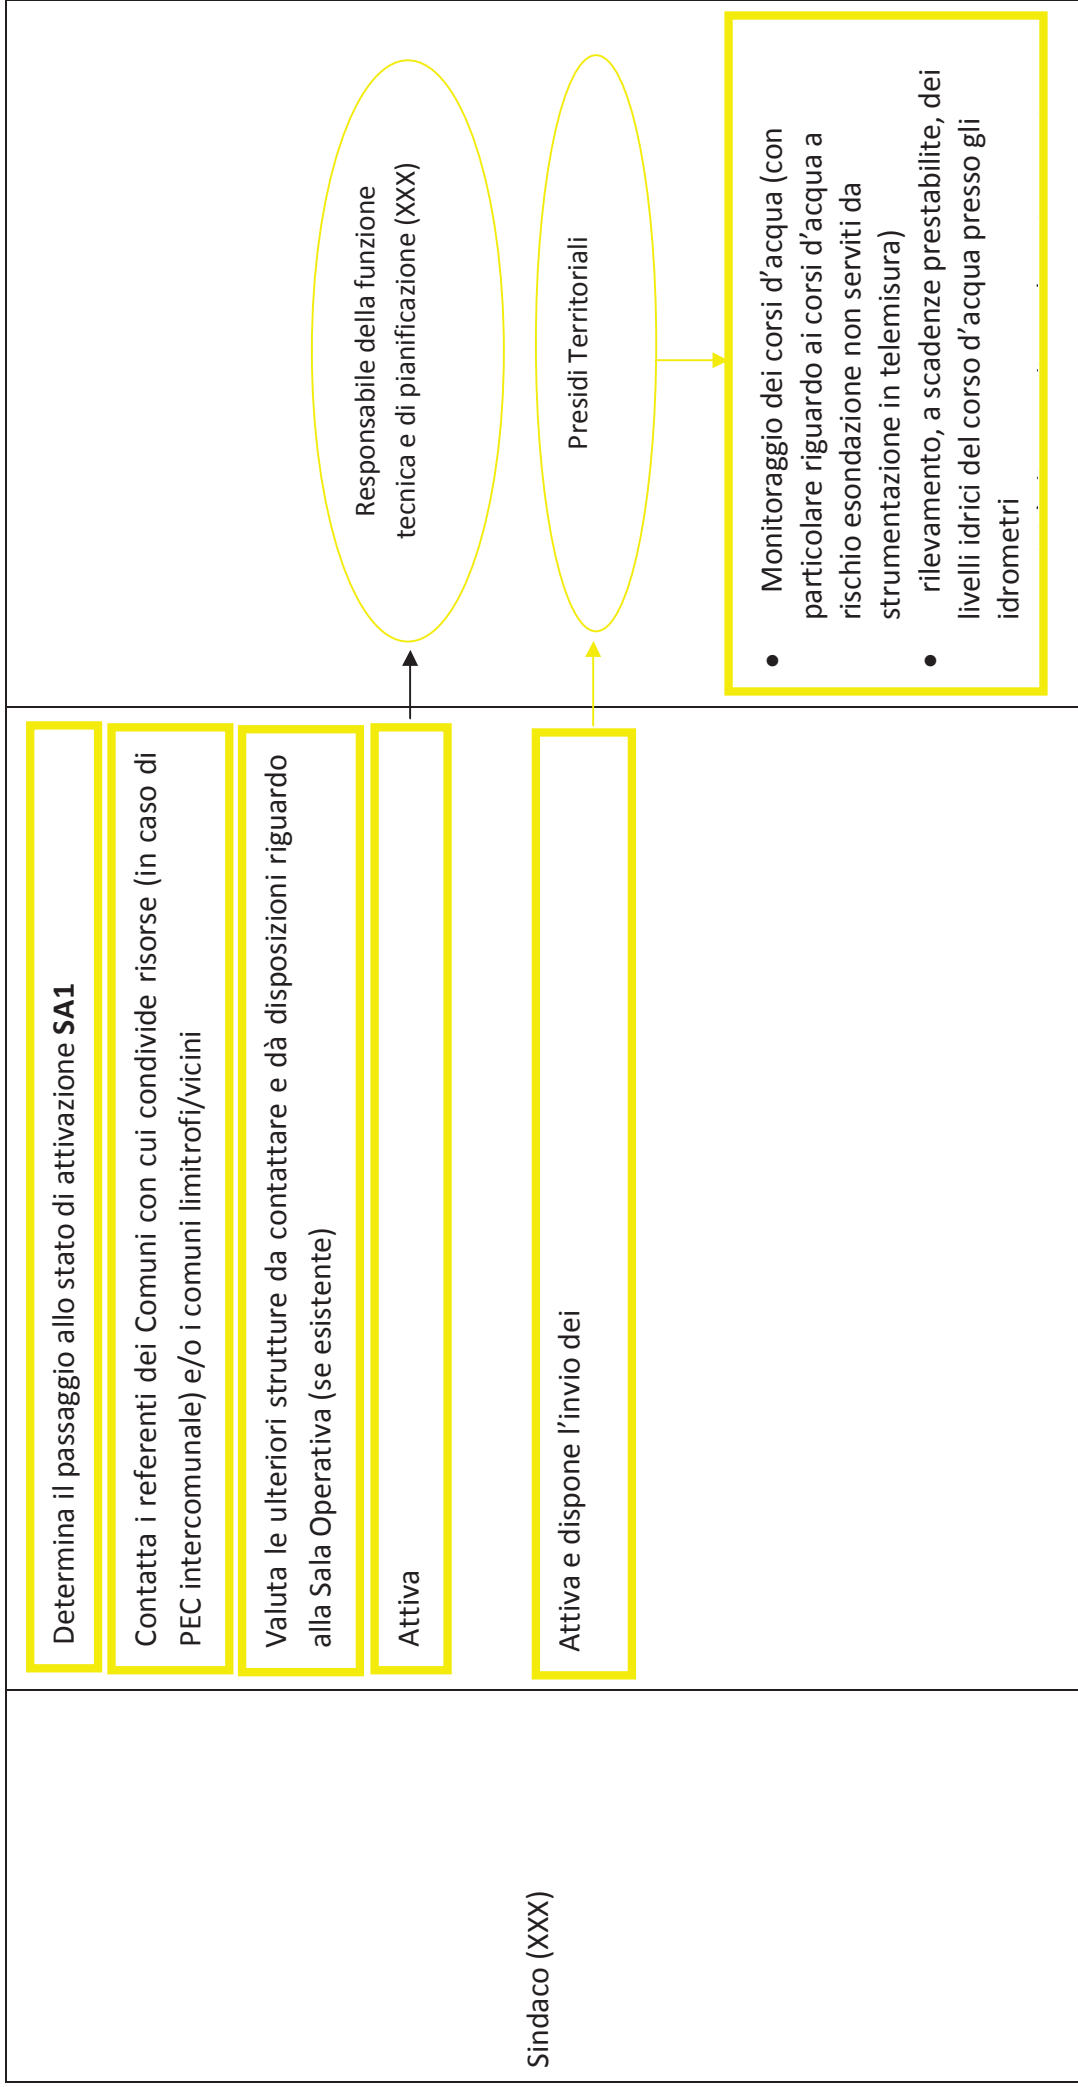 Sindaco (XXX)
Determina il passaggio allo stato di attivazione SA1
Contatta i referenti dei Comuni con cui condivide risorse (in caso di
PEC intercomunale) e/o i comuni limitrofi/vicini
Valuta le ulteriori strutture da contattare e dà disposizioni riguardo
alla Sala Operativa (se esistente)
Attiva
Attiva e dispone l’invio dei
Responsabile della funzione
tecnica e di pianificazione (XXX)
Presidi Territoriali
• Monitoraggio dei corsi d’acqua (con
particolare riguardo ai corsi d’acqua a
rischio esondazione non serviti da
strumentazione in telemisura)
• rilevamento, a scadenze prestabilite, dei
livelli idrici del corso d’acqua presso gli
idrometri